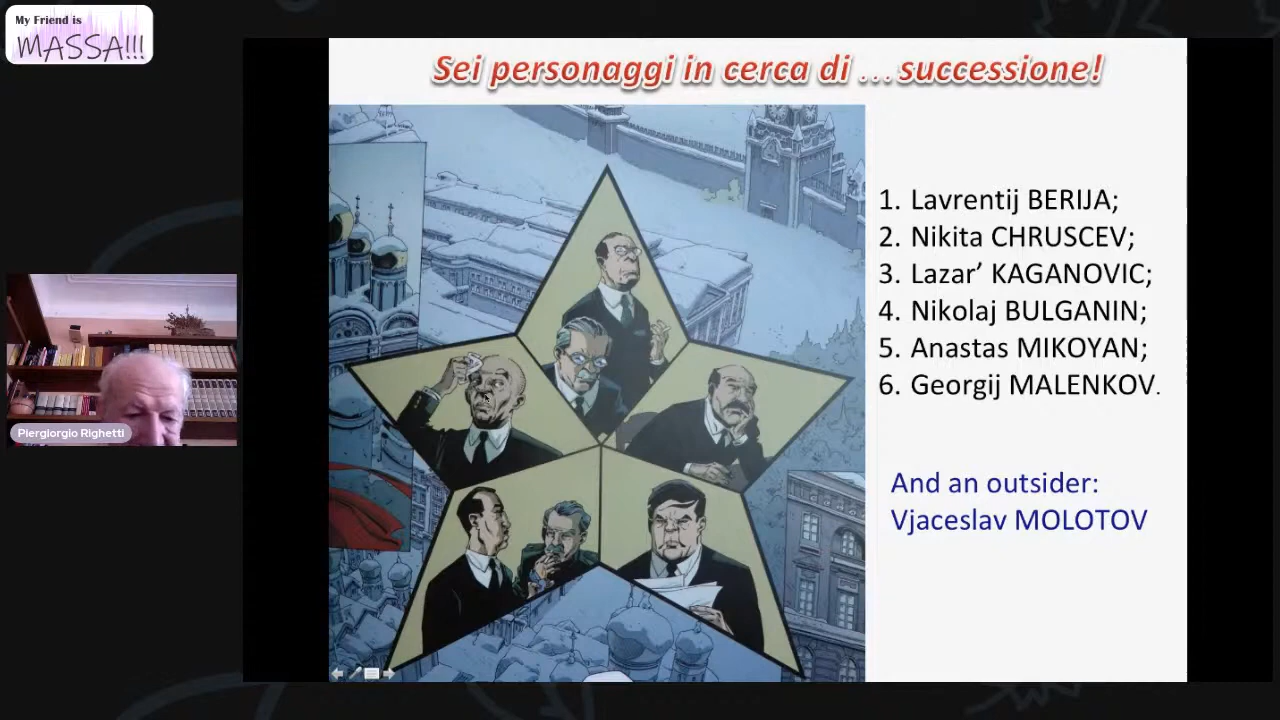 My Friend is
MASSA!!!
Sei personaggi in cerca di ... successione!
1. Lavrentij BERIJA;
2. Nikita CHRUSCEV;
3. Lazar’ KAGANOVIC;
4. Nikolaj BULGANIN;
5. Anastas MIKOYAN;
6. Georgij MALENKOV.
And an outsider:
Vjaceslav MOLOTOV
Piergiorgio Righetti